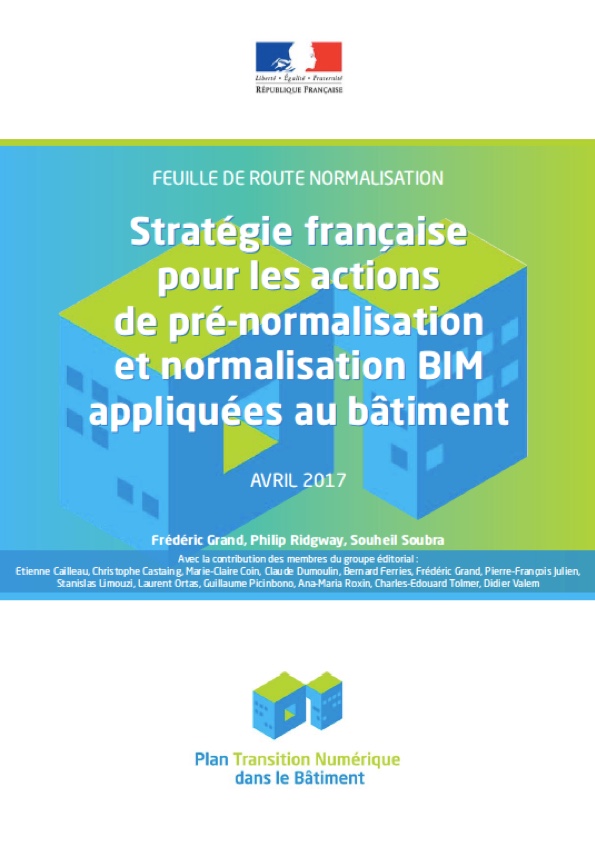 Liberté • Égalité • Fraternité
RÉPUBLIQUE FRANÇAISE
FEUILLE DE ROUTE NORMALISATION
Stratégie française
pour les actions
de pré-normalisation
et normalisation BIM
appliquées au bâtiment
AVRIL 2017
Frédéric Grand, Philip Ridgway, Souheil Soubra
Avec la contribution des membres du groupe éditorial :
Etienne Cailleau, Christophe Castaing, Marie-Claire Coin, Claude Dumoulin, Bernard Ferries, Frédéric Grand, Pierre-François Julien,
Stanislas Limouzi, Laurent Ortas, Guillaume Picinbono, Ana-Maria Roxin, Charles-Edouard Tolmer, Didier Valem
Plan Transition Numérique
dans le Bâtiment